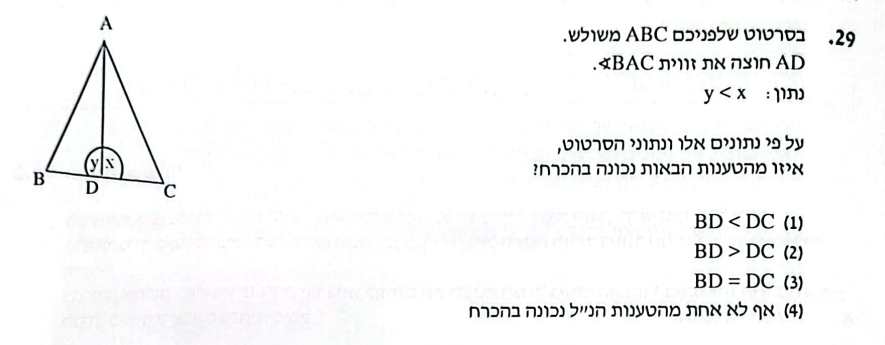 29. בסרטוט שלפניכם ABC משולש.
AD חוצה את זווית BAC∢.
נתון: y < x
על פי נתונים אלו ונתוני הסרטוט,
איזו מהטענות הבאות נכונה בהכרח?
(1) BD < DC
(2) BD > DC
(3) BD = DC
(4) אף לא אחת מהטענות הנ״ל נכונה בהכרח
A
y x
B D C